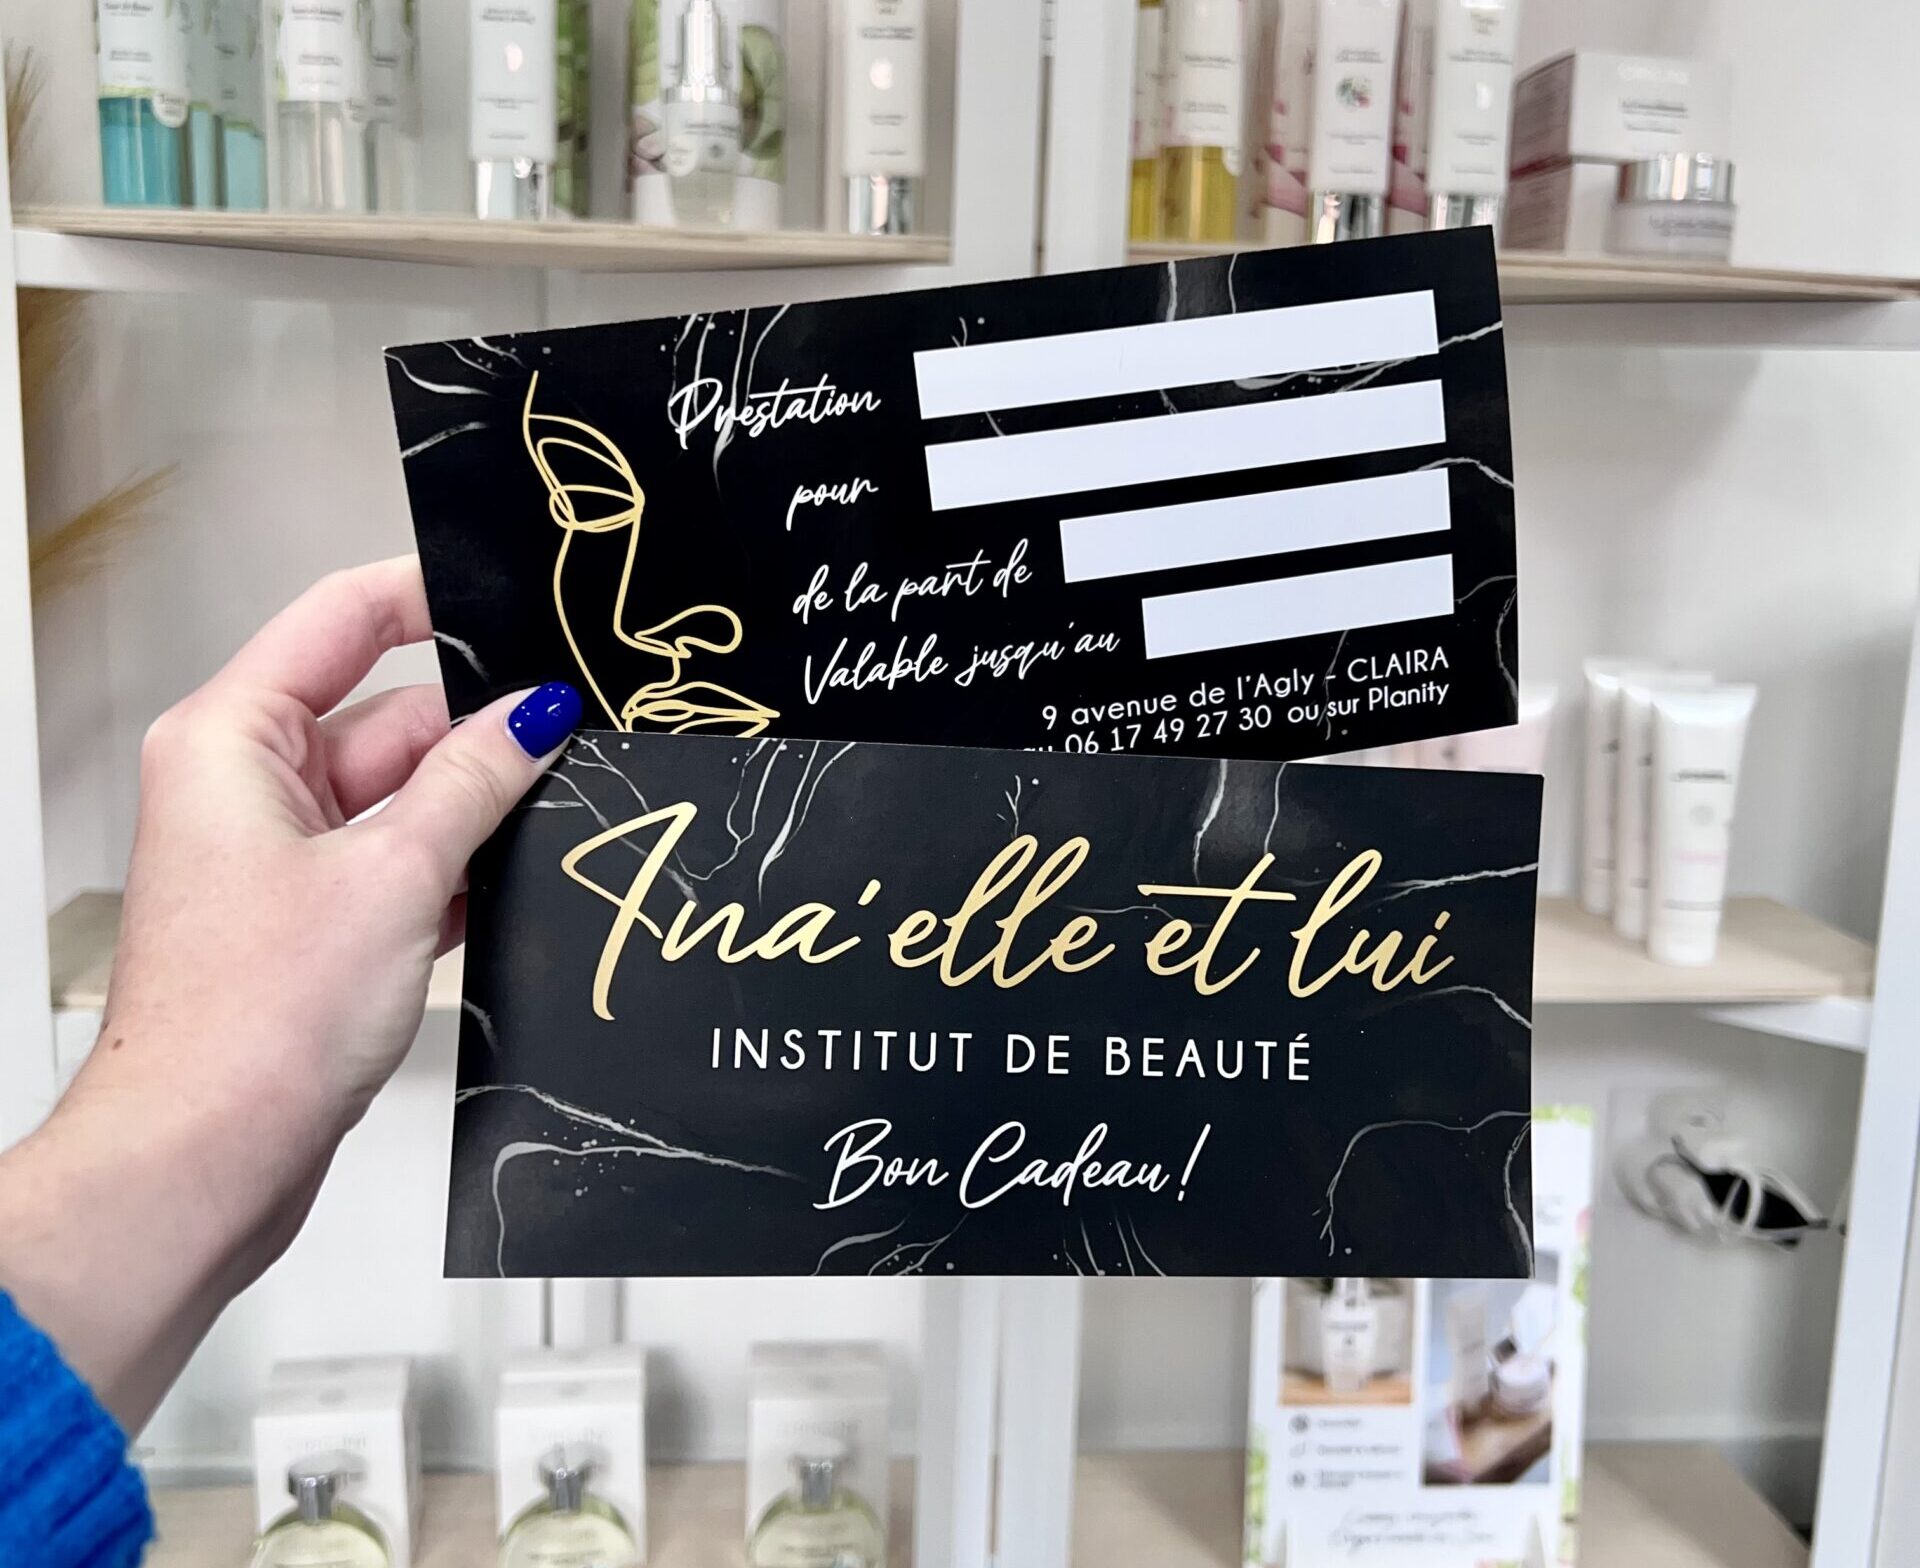 Prestation
pour
de la part de
Valable jusqu'au
9 avenue de l'Agly - CLAIRA
06 17 49 27 30 ou sur Planity
Ina'elle et lui
INSTITUT DE BEAUTÉ
Bon Cadeau!